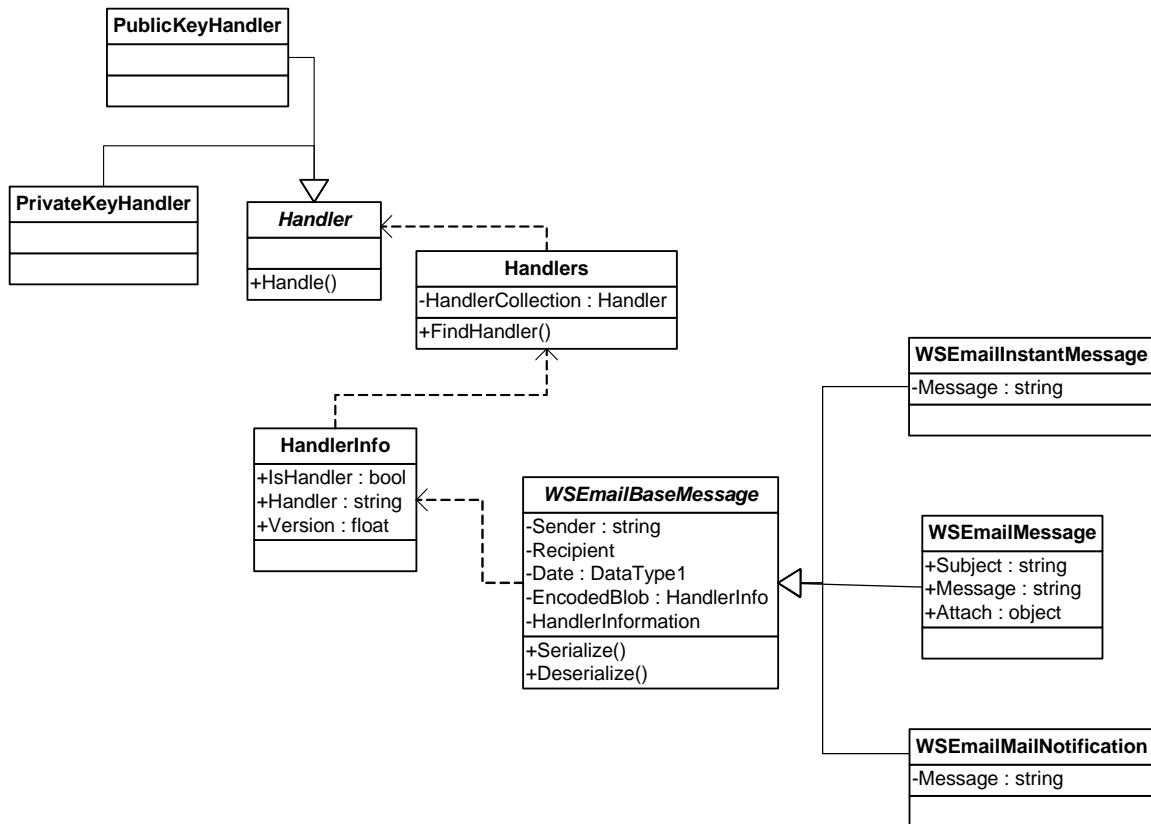 PublicKeyHandler
PrivateKeyHandler
Handler
+Handle()
Handlers
-HandlerCollection : Handler
+FindHandler()
HandlerInfo
+IsHandler : bool
+Handler : string
+Version : float
WSEmailBaseMessage
-Sender : string
-Recipient
-Date : DataType1
-EncodedBlob : HandlerInfo
-HandlerInformation
+Serialize()
+Deserialize()
WSEmailInstantMessage
-Message : string
WSEmailMessage
+Subject : string
+Message : string
+Attach : object
WSEmailMailNotification
-Message : string